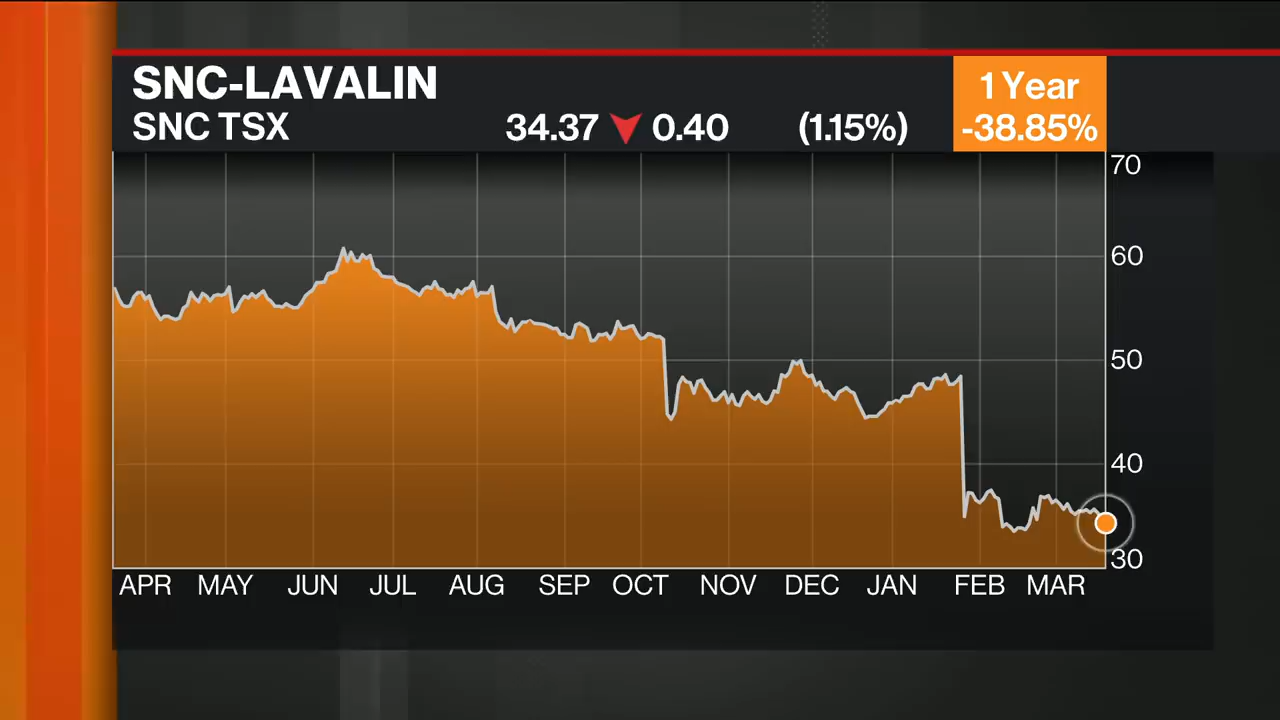 SNC-LAVALIN
SNC TSX 34.37 ▼ 0.40 (1.15%)
1 Year
-38.85%
70
60
50
40
30
APR MAY JUN JUL AUG SEP OCT NOV DEC JAN FEB MAR